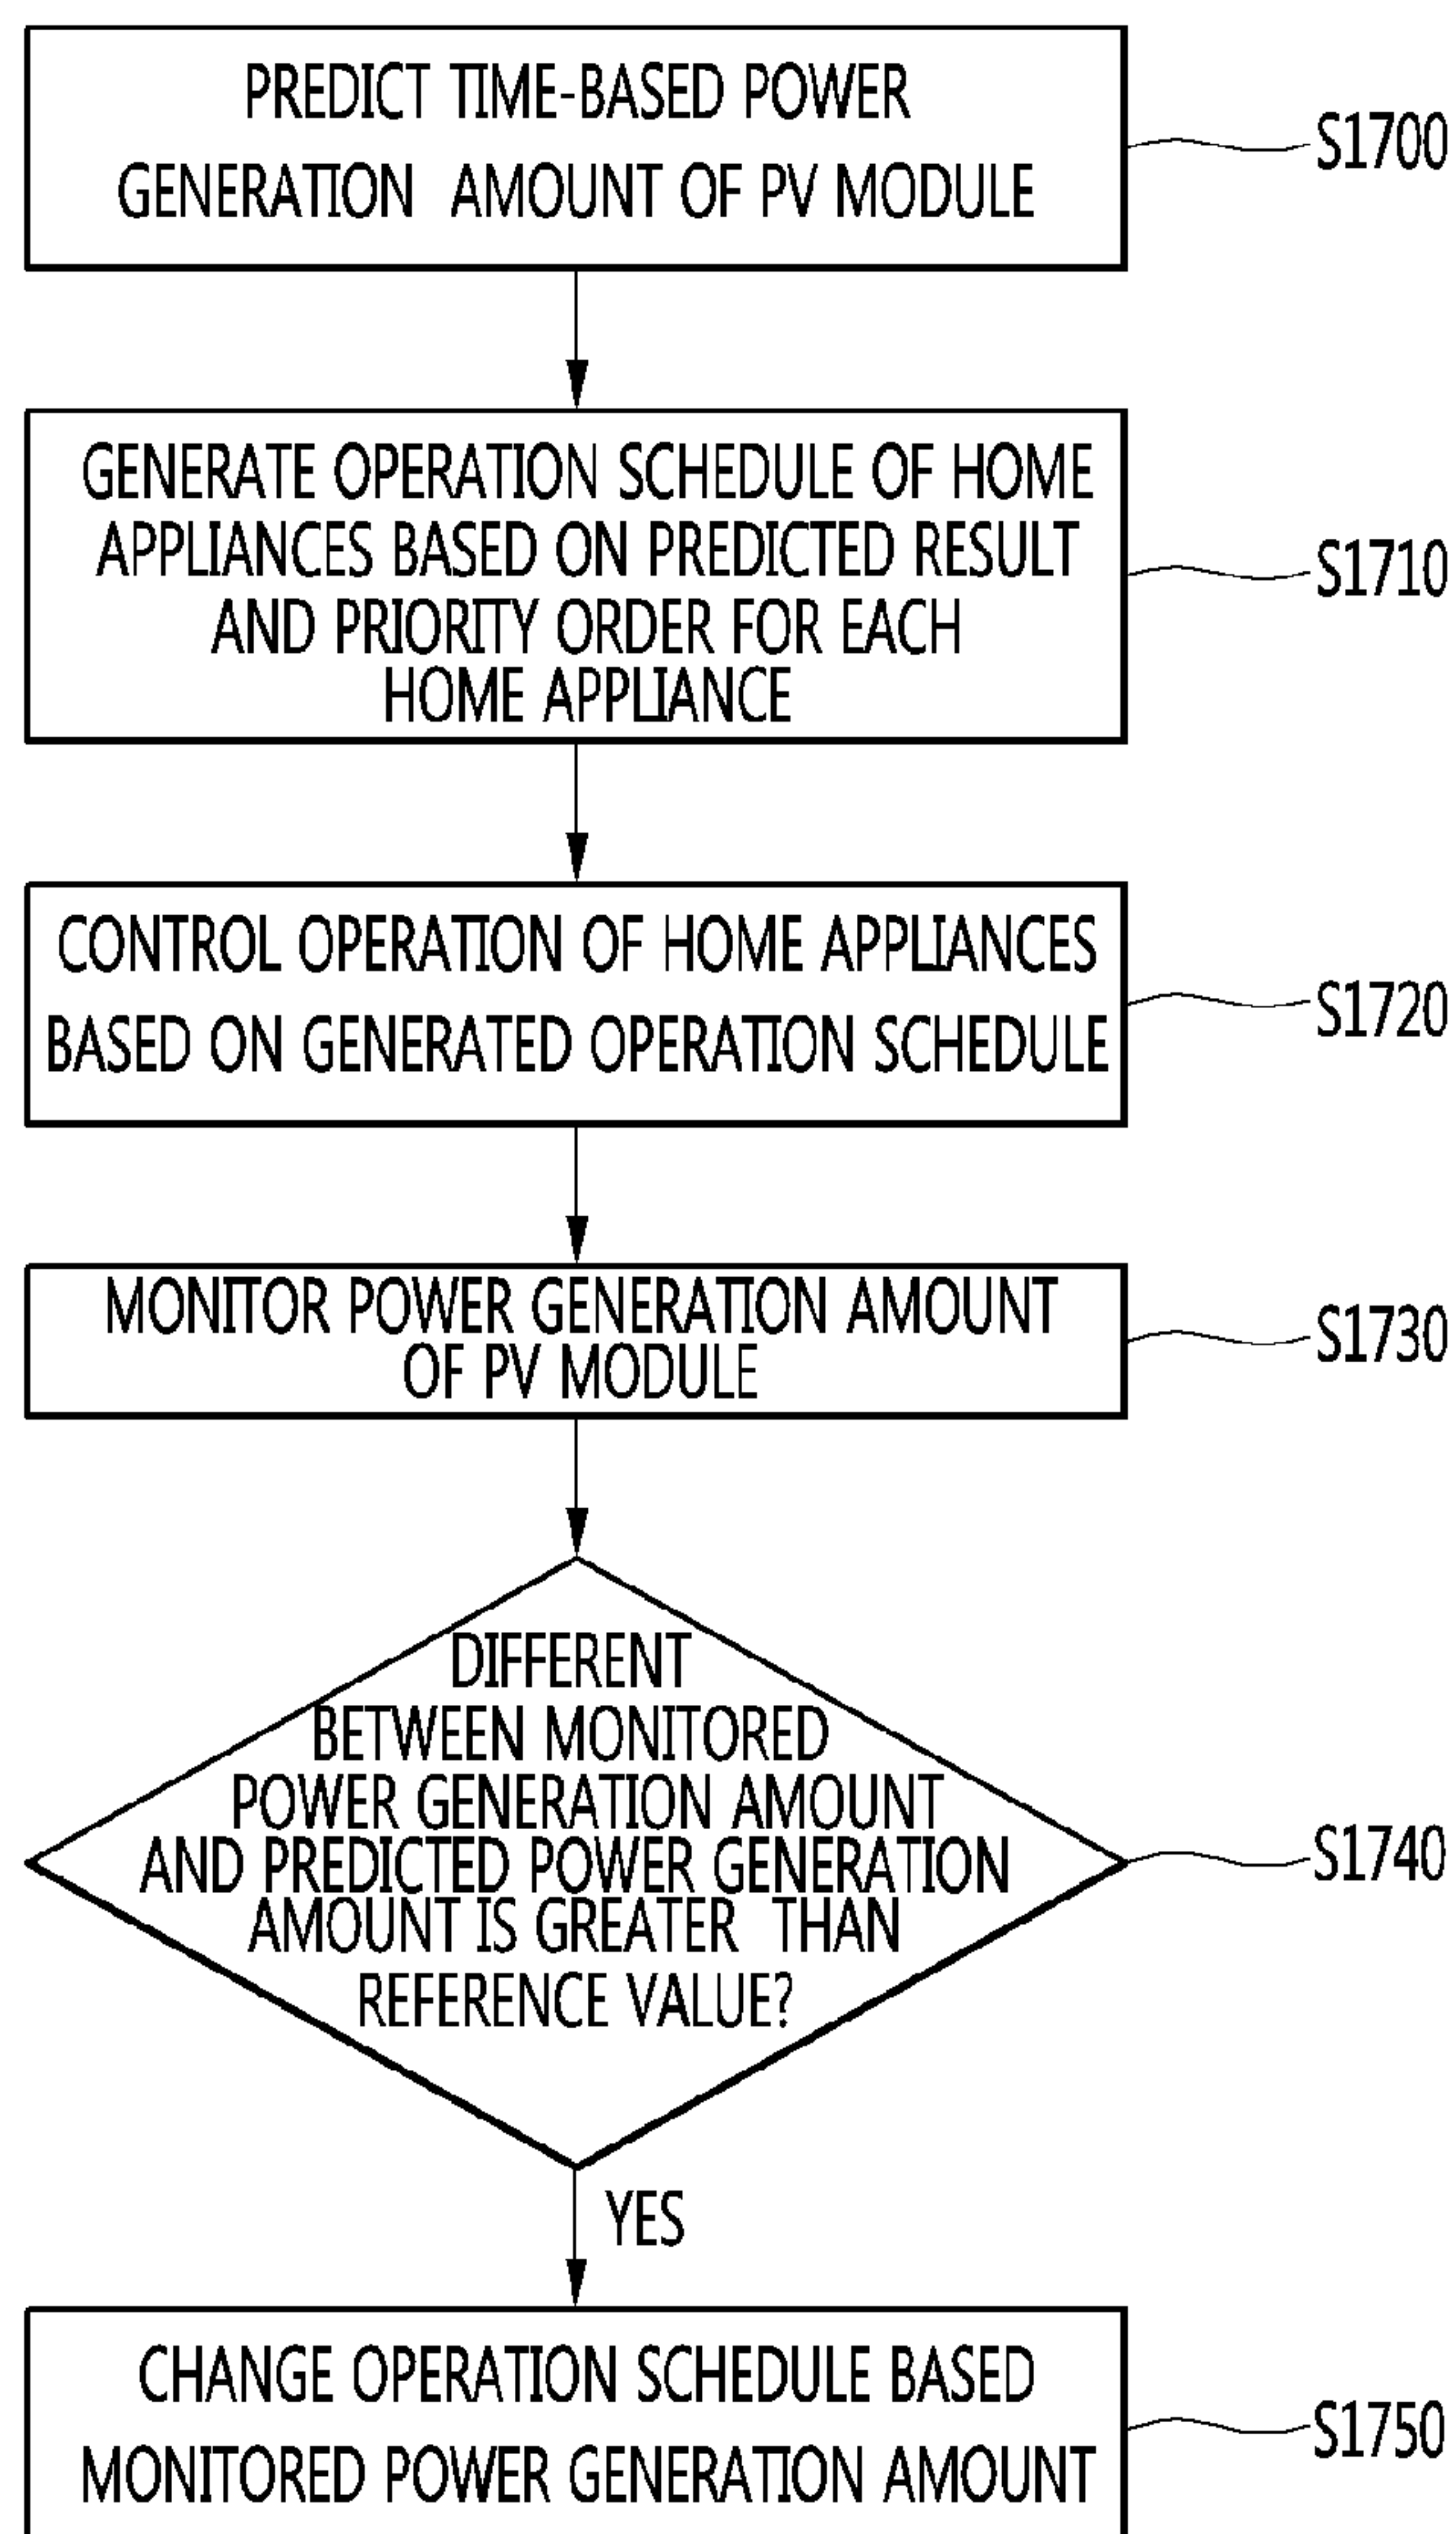 PREDICT TIME-BASED POWER
GENERATION AMOUNT OF PV MODULE
S1700
GENERATE OPERATION SCHEDULE OF HOME
APPLIANCES BASED ON PREDICTED RESULT
AND PRIORITY ORDER FOR EACH
HOME APPLIANCE
S1710
CONTROL OPERATION OF HOME APPLIANCES
BASED ON GENERATED OPERATION SCHEDULE
S1720
MONITOR POWER GENERATION AMOUNT
OF PV MODULE
S1730
DIFFERENT
BETWEEN MONITORED
POWER GENERATION AMOUNT
AND PREDICTED POWER GENERATION
AMOUNT IS GREATER THAN
REFERENCE VALUE?
S1740
YES
CHANGE OPERATION SCHEDULE BASED
MONITORED POWER GENERATION AMOUNT
S1750